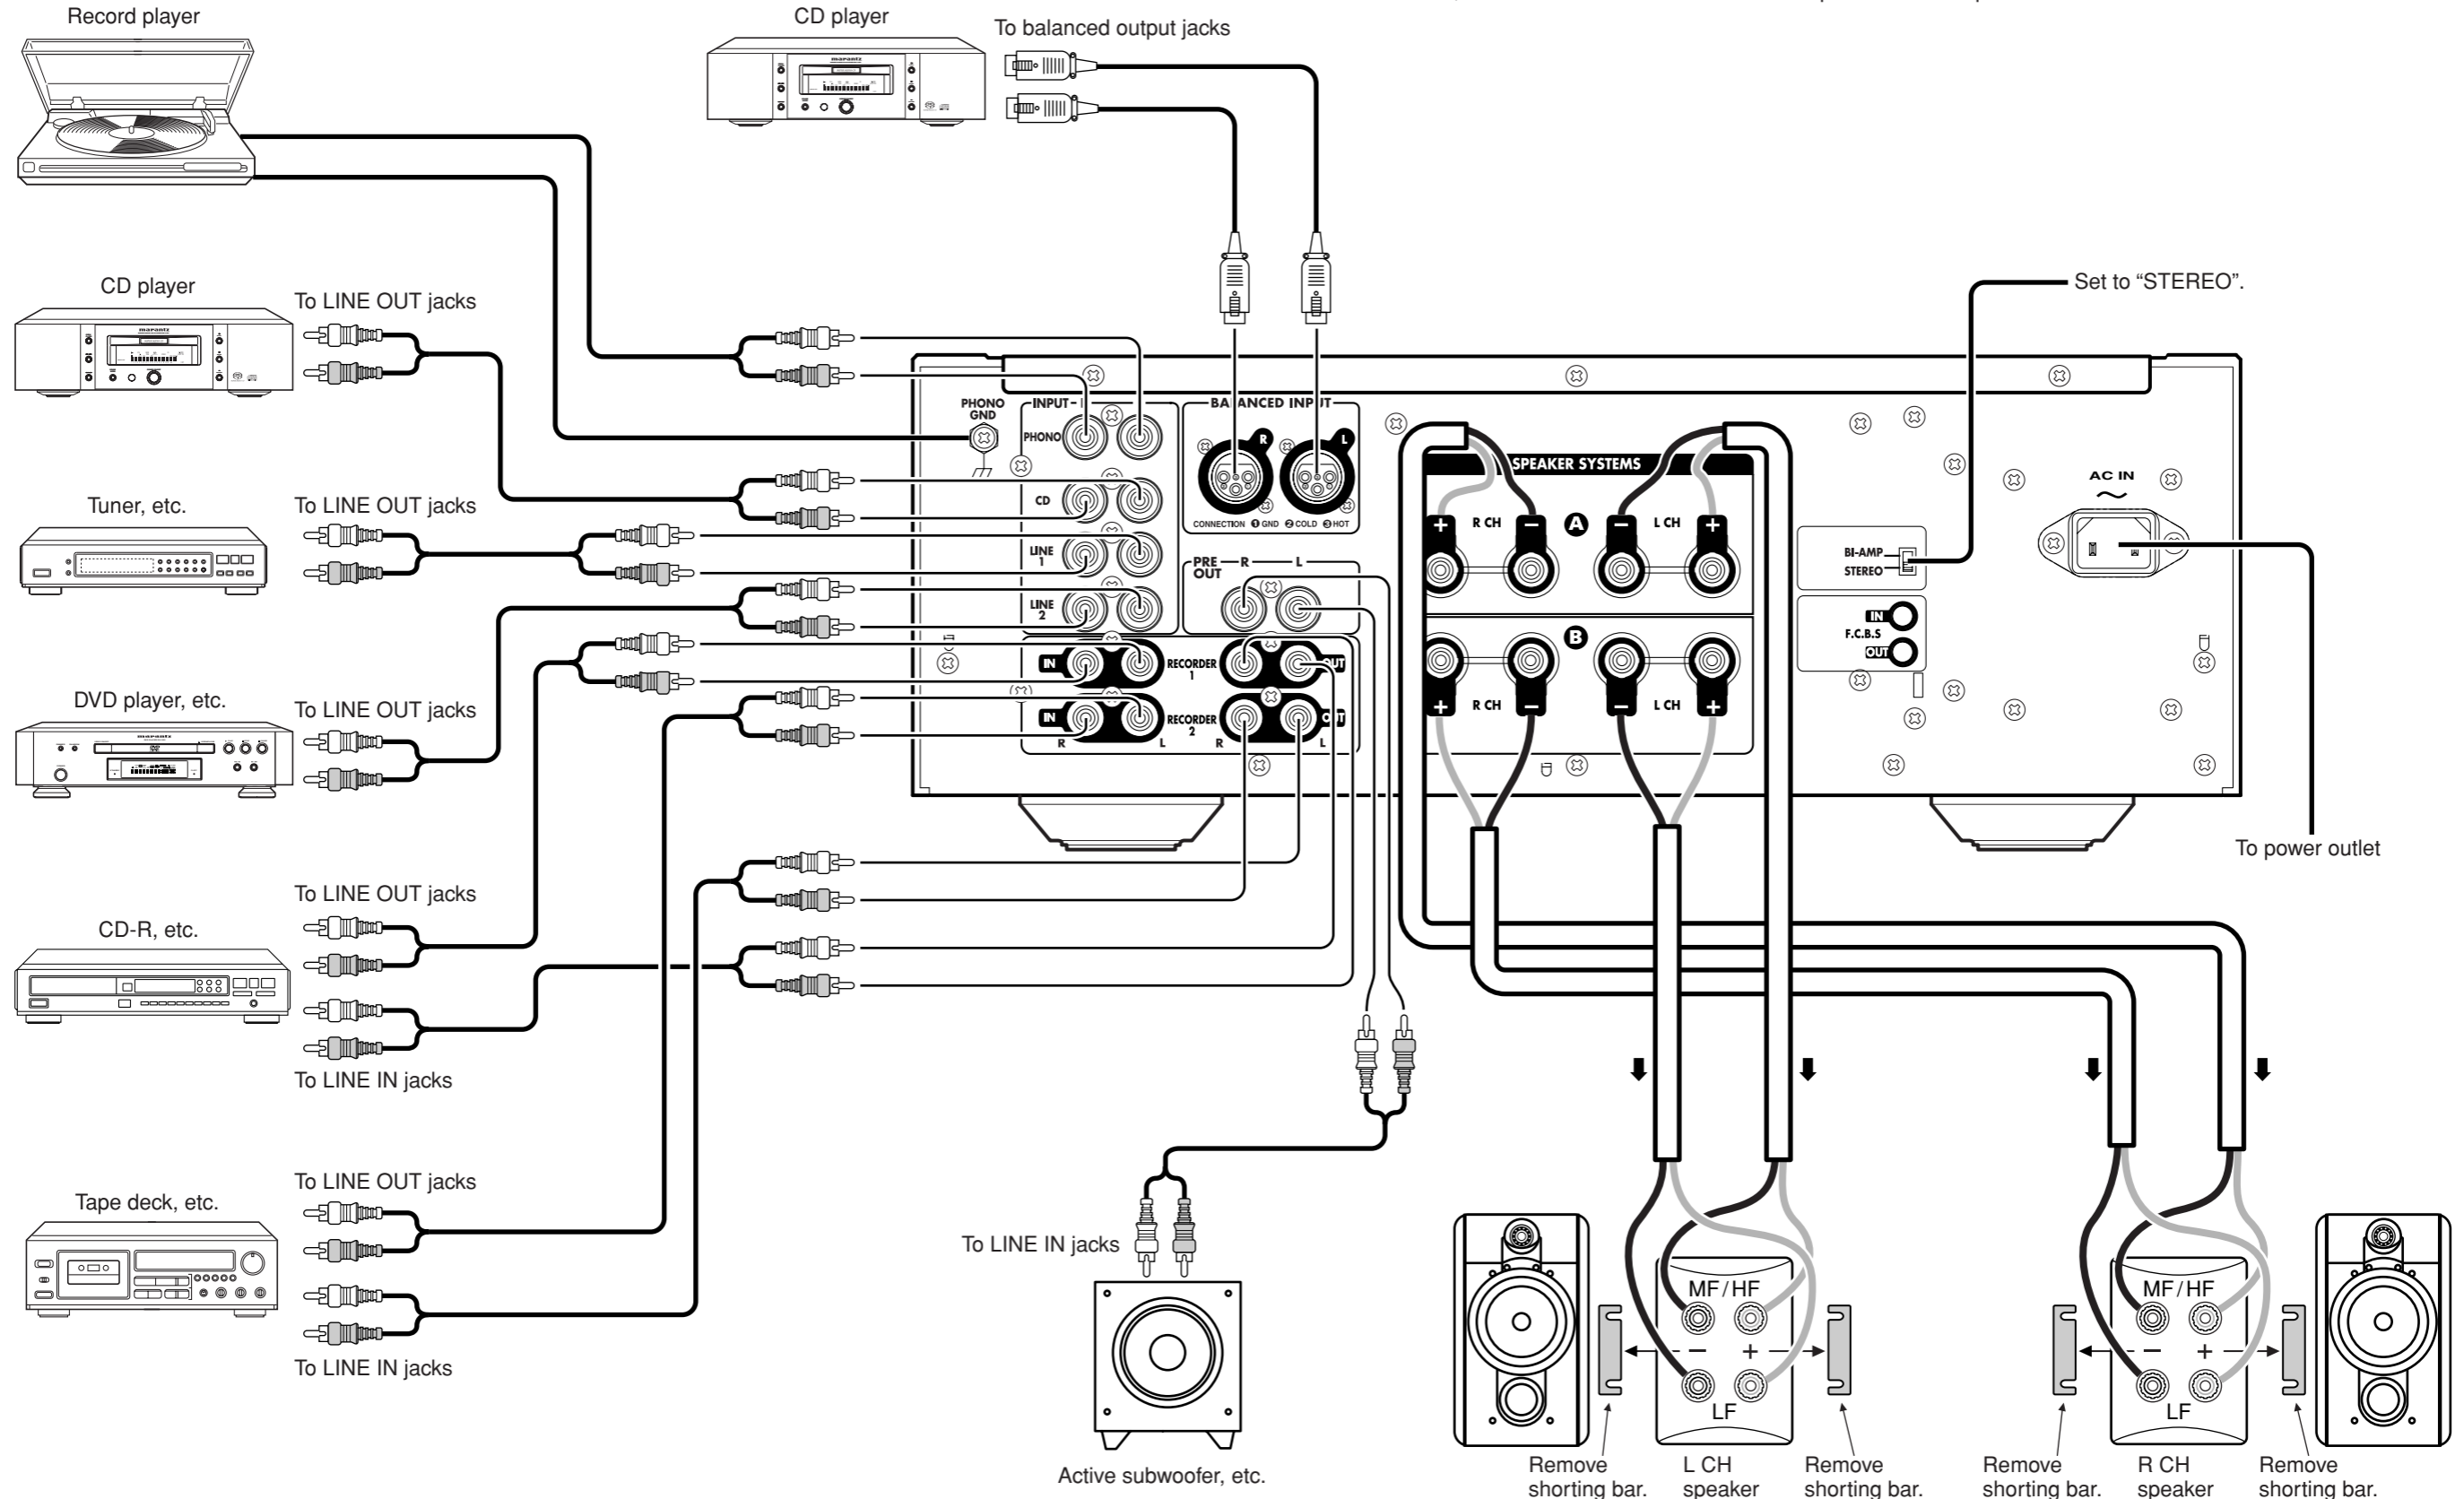 Record player
CD player
To balanced output jacks
marantz
CD player
To LINE OUT jacks
marantz
Set to “STEREO”.
PHONO
GND
INPUT
PHONO
BALANCED INPUT
R
L
CONNECTION ❶ GND ❷ COLD ❸ HOT
SPEAKER SYSTEMS
AC IN
Tuner, etc.
To LINE OUT jacks
CD
LINE
1
LINE
2
PRE
OUT
R
L
+
R CH
−
A
−
L CH
+
BI-AMP
STEREO
IN
F.C.B.S
OUT
IN
RECORDER
1
OUT
B
IN
RECORDER
2
OUT
R
L
R
L
+
R CH
−
−
L CH
+
DVD player, etc.
To LINE OUT jacks
marantz
To power outlet
CD-R, etc.
To LINE OUT jacks
To LINE IN jacks
Tape deck, etc.
To LINE OUT jacks
To LINE IN jacks
To LINE IN jacks
Active subwoofer, etc.
MF/HF
−
+
LF
MF/HF
−
+
LF
Remove
shorting bar.
L CH
speaker
Remove
shorting bar.
Remove
shorting bar.
R CH
speaker
Remove
shorting bar.